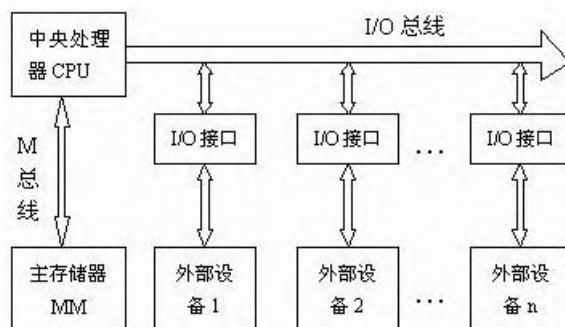 中央处理
器 CPU
I/O 总线
M
总
线
I/O 接口
I/O 接口
...
I/O 接口
主存储器
MM
外部设
备 1
外部设
备 2
...
外部设
备 n